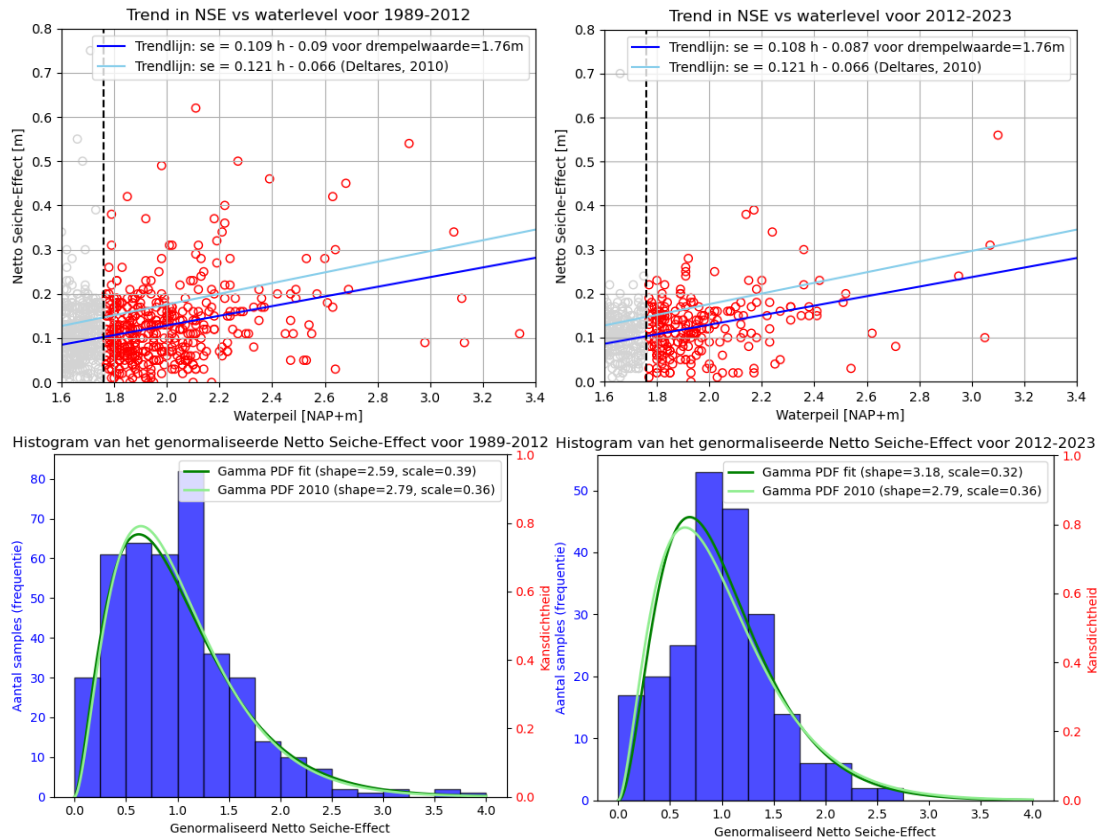 Trend in NSE vs waterlevel voor 1989-2012
Trendlijn: se = 0.109 h - 0.09 voor drempelwaarde=1.76m
Trendlijn: se = 0.121 h - 0.066 (Deltares, 2010)
Netto Seiche-Effect [m]
0.8
0.7
0.6
0.5
0.4
0.3
0.2
0.1
0.0
1.6 1.8 2.0 2.2 2.4 2.6 2.8 3.0 3.2 3.4
Waterpeil [NAP+m]
Trend in NSE vs waterlevel voor 2012-2023
Trendlijn: se = 0.108 h - 0.087 voor drempelwaarde=1.76m
Trendlijn: se = 0.121 h - 0.066 (Deltares, 2010)
Netto Seiche-Effect [m]
0.8
0.7
0.6
0.5
0.4
0.3
0.2
0.1
0.0
1.6 1.8 2.0 2.2 2.4 2.6 2.8 3.0 3.2 3.4
Waterpeil [NAP+m]
Histogram van het genormaliseerde Netto Seiche-Effect voor 1989-2012
Gamma PDF fit (shape=2.59, scale=0.39)
Gamma PDF 2010 (shape=2.79, scale=0.36)
Aantal samples (frequentie)
80
70
60
50
40
30
20
10
0
Kansdichtheid
1.0
0.8
0.6
0.4
0.2
0.0
0.0 0.5 1.0 1.5 2.0 2.5 3.0 3.5 4.0
Genormaliseerd Netto Seiche-Effect
Histogram van het genormaliseerde Netto Seiche-Effect voor 2012-2023
Gamma PDF fit (shape=3.18, scale=0.32)
Gamma PDF 2010 (shape=2.79, scale=0.36)
Aantal samples (frequentie)
50
40
30
20
10
0
Kansdichtheid
1.0
0.8
0.6
0.4
0.2
0.0
0.0 0.5 1.0 1.5 2.0 2.5 3.0 3.5 4.0
Genormaliseerd Netto Seiche-Effect